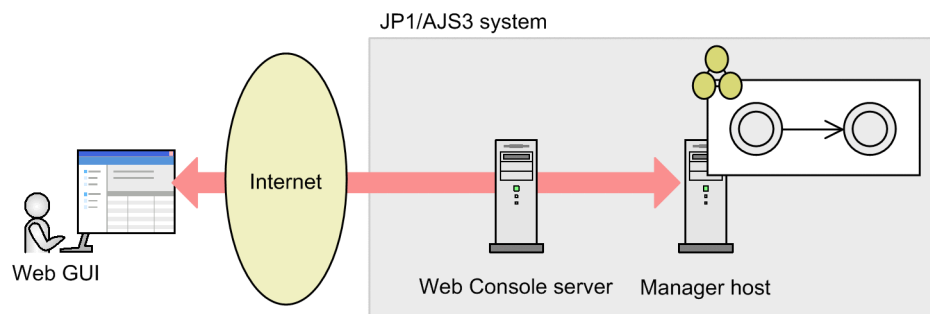 JP1/AJS3 system
Internet
Web GUI
Web Console server
Manager host